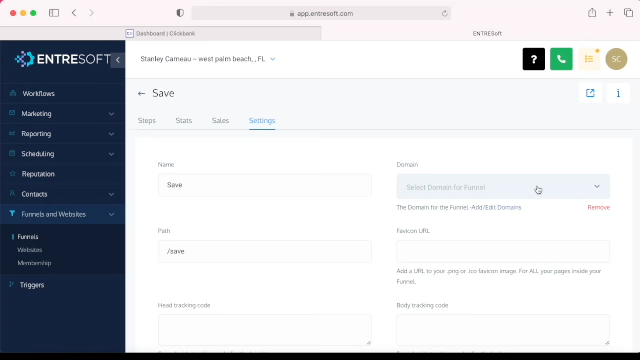 app.entresoft.com
Dashboard | Clickbank
ENTRESoft
ENTRESOFT
Stanley Carneau – west palm beach, , FL
?
SC
Workflows
Save
i
Marketing
Steps
Stats
Sales
Settings
Reporting
Scheduling
Reputation
Name
Domain
Save
Select Domain for Funnel
Contacts
The Domain for the Funnel -Add/Edit Domains
Remove
Funnels and Websites
Path
Favicon URL
Funnels
/save
Websites
Membership
Add a URL to your .png or .ico favicon image. For ALL your pages inside your
Funnel.
Triggers
Head tracking code
Body tracking code